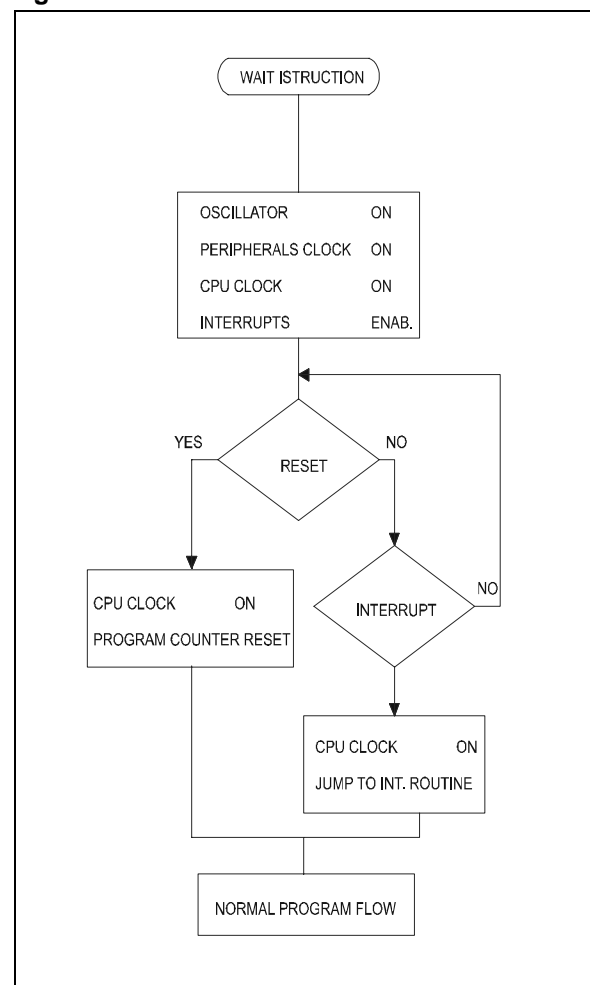 WAIT ISTRUCTION
OSCILLATOR ON
PERIPHERALS CLOCK ON
CPU CLOCK ON
INTERRUPTS ENAB.
YES
NO
RESET
CPU CLOCK ON
PROGRAM COUNTER RESET
NO
INTERRUPT
CPU CLOCK ON
JUMP TO INT. ROUTINE
NORMAL PROGRAM FLOW